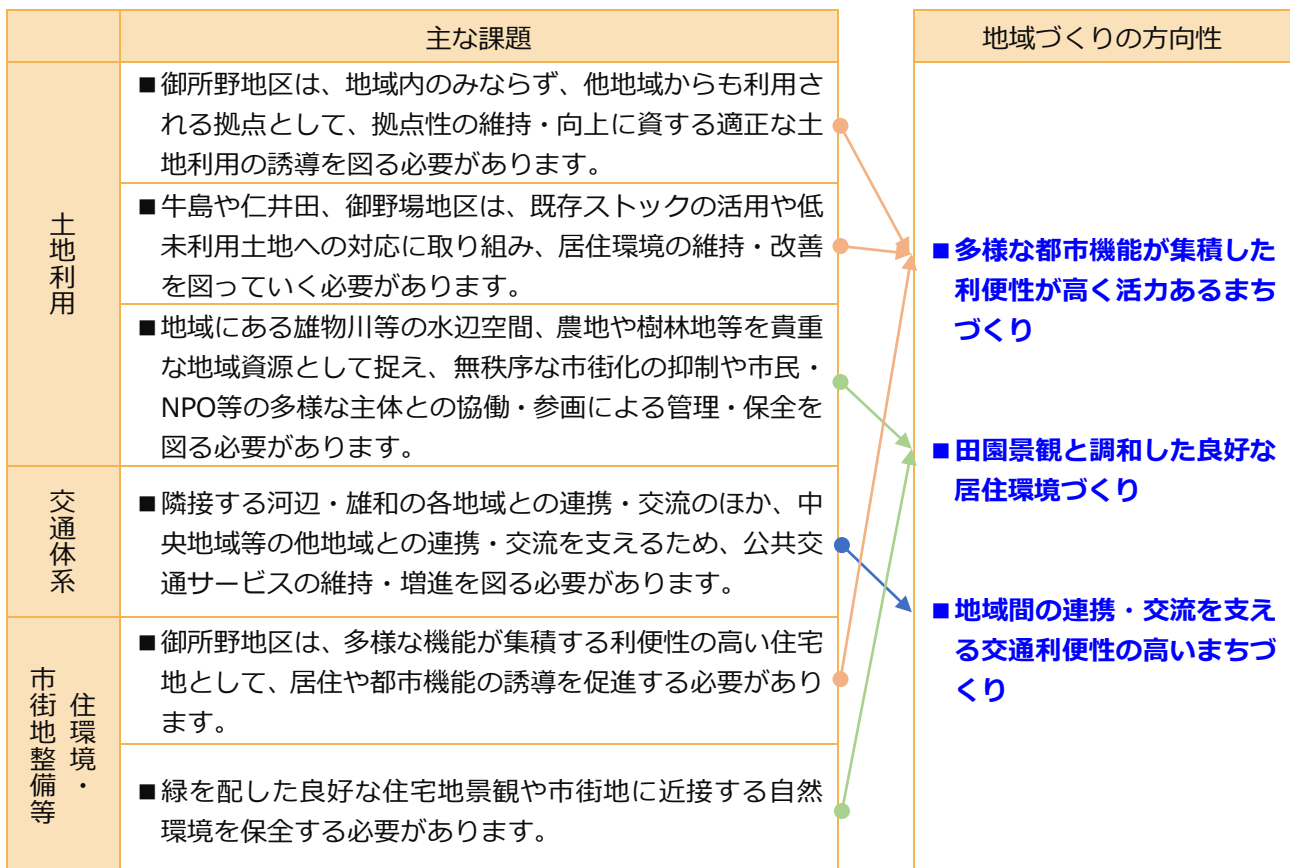 主な課題
土地利用
■御所野地区は、地域内のみならず、他地域からも利用さ
れる拠点として、拠点性の維持・向上に資する適正な土
地利用の誘導を図る必要があります。
■牛島や仁井田、御野場地区は、既存ストックの活用や低
未利用土地への対応に取り組み、居住環境の維持・改善
を図っていく必要があります。
■地域にある雄物川等の水辺空間、農地や樹林地等を貴重
な地域資源として捉え、無秩序な市街化の抑制や市民・
NPO等の多様な主体との協働・参画による管理・保全を
図る必要があります。
交通体系
■隣接する河辺・雄和の各地域との連携・交流のほか、中
央地域等の他地域との連携・交流を支えるため、公共交
通サービスの維持・増進を図る必要があります。
住環境・
市街地整備等
■御所野地区は、多様な機能が集積する利便性の高い住宅
地として、居住や都市機能の誘導を促進する必要があり
ます。
■緑を配した良好な住宅地景観や市街地に近接する自然
環境を保全する必要があります。
地域づくりの方向性
■多様な都市機能が集積した
利便性が高く活力あるまち
づくり
■田園景観と調和した良好な
居住環境づくり
■地域間の連携・交流を支え
る交通利便性の高いまちづ
くり